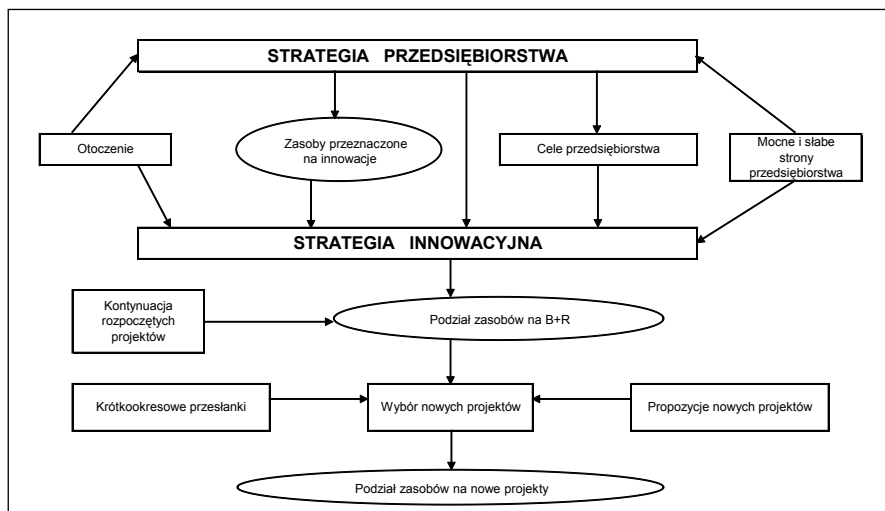 STRATEGIA PRZEDSIĘBIORSTWA
Otoczenie
Zasoby przeznaczone
na innowacje
Cele przedsiębiorstwa
Mocne i słabe
strony
przedsiębiorstwa
STRATEGIA INNOWACYJNA
Kontynuacja
rozpoczętych
projektów
Podział zasobów na B+R
Krótkookresowe przesłanki
Wybór nowych projektów
Propozycje nowych projektów
Podział zasobów na nowe projekty